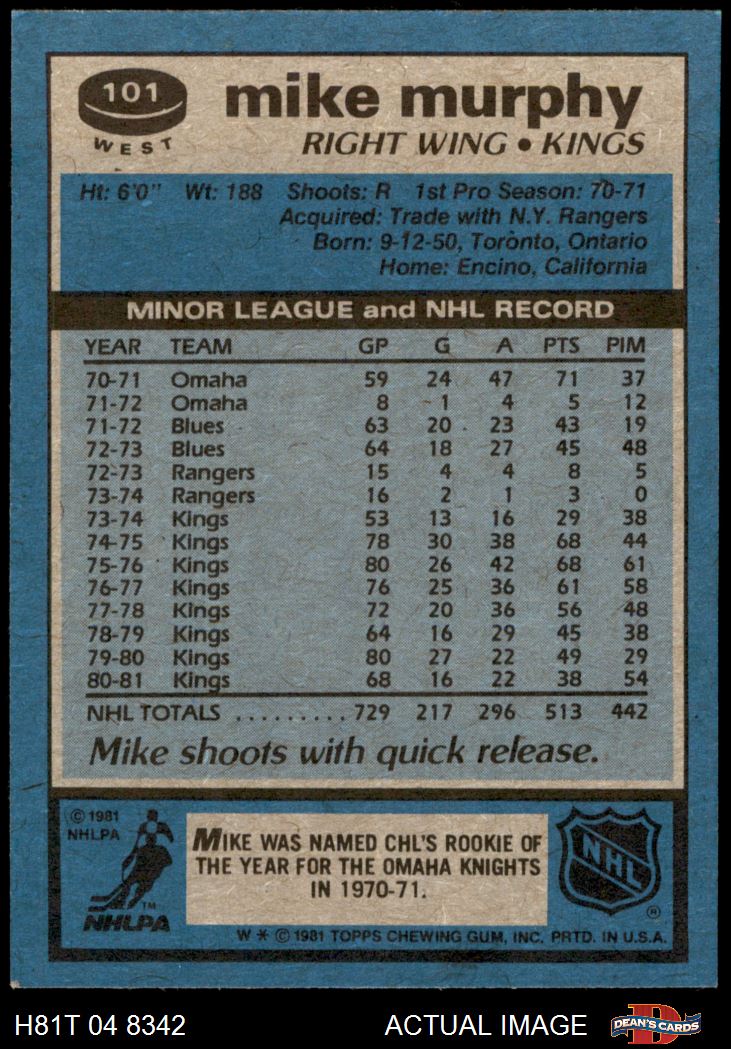 101
WEST
mike murphy
RIGHT WING • KINGS
Ht: 6'0" Wt: 188 Shoots: R 1st Pro Season: 70-71
Acquired: Trade with N.Y. Rangers
Born: 9-12-50, Toronto, Ontario
Home: Encino, California
MINOR LEAGUE and NHL RECORD
YEAR TEAM GP G A PTS PIM
70-71 Omaha 59 24 47 71 37
71-72 Omaha 8 1 4 5 12
71-72 Blues 63 20 23 43 19
72-73 Blues 64 18 27 45 48
72-73 Rangers 15 4 4 8 5
73-74 Rangers 16 2 1 3 0
73-74 Kings 53 13 16 29 38
74-75 Kings 78 30 38 68 44
75-76 Kings 80 26 42 68 61
76-77 Kings 76 25 36 61 58
77-78 Kings 72 20 36 56 48
78-79 Kings 64 16 29 45 38
79-80 Kings 80 27 22 49 29
80-81 Kings 68 16 22 38 54
NHL TOTALS ......... 729 217 296 513 442
Mike shoots with quick release.
© 1981
NHLPA
TM
NHLPA
MIKE WAS NAMED CHL'S ROOKIE OF
THE YEAR FOR THE OMAHA KNIGHTS
IN 1970-71.
NHL
®
W * © 1981 TOPPS CHEWING GUM, INC. PRTD. IN U.S.A.
H81T 04 8342 ACTUAL IMAGE
D
DEAN'S CARDS